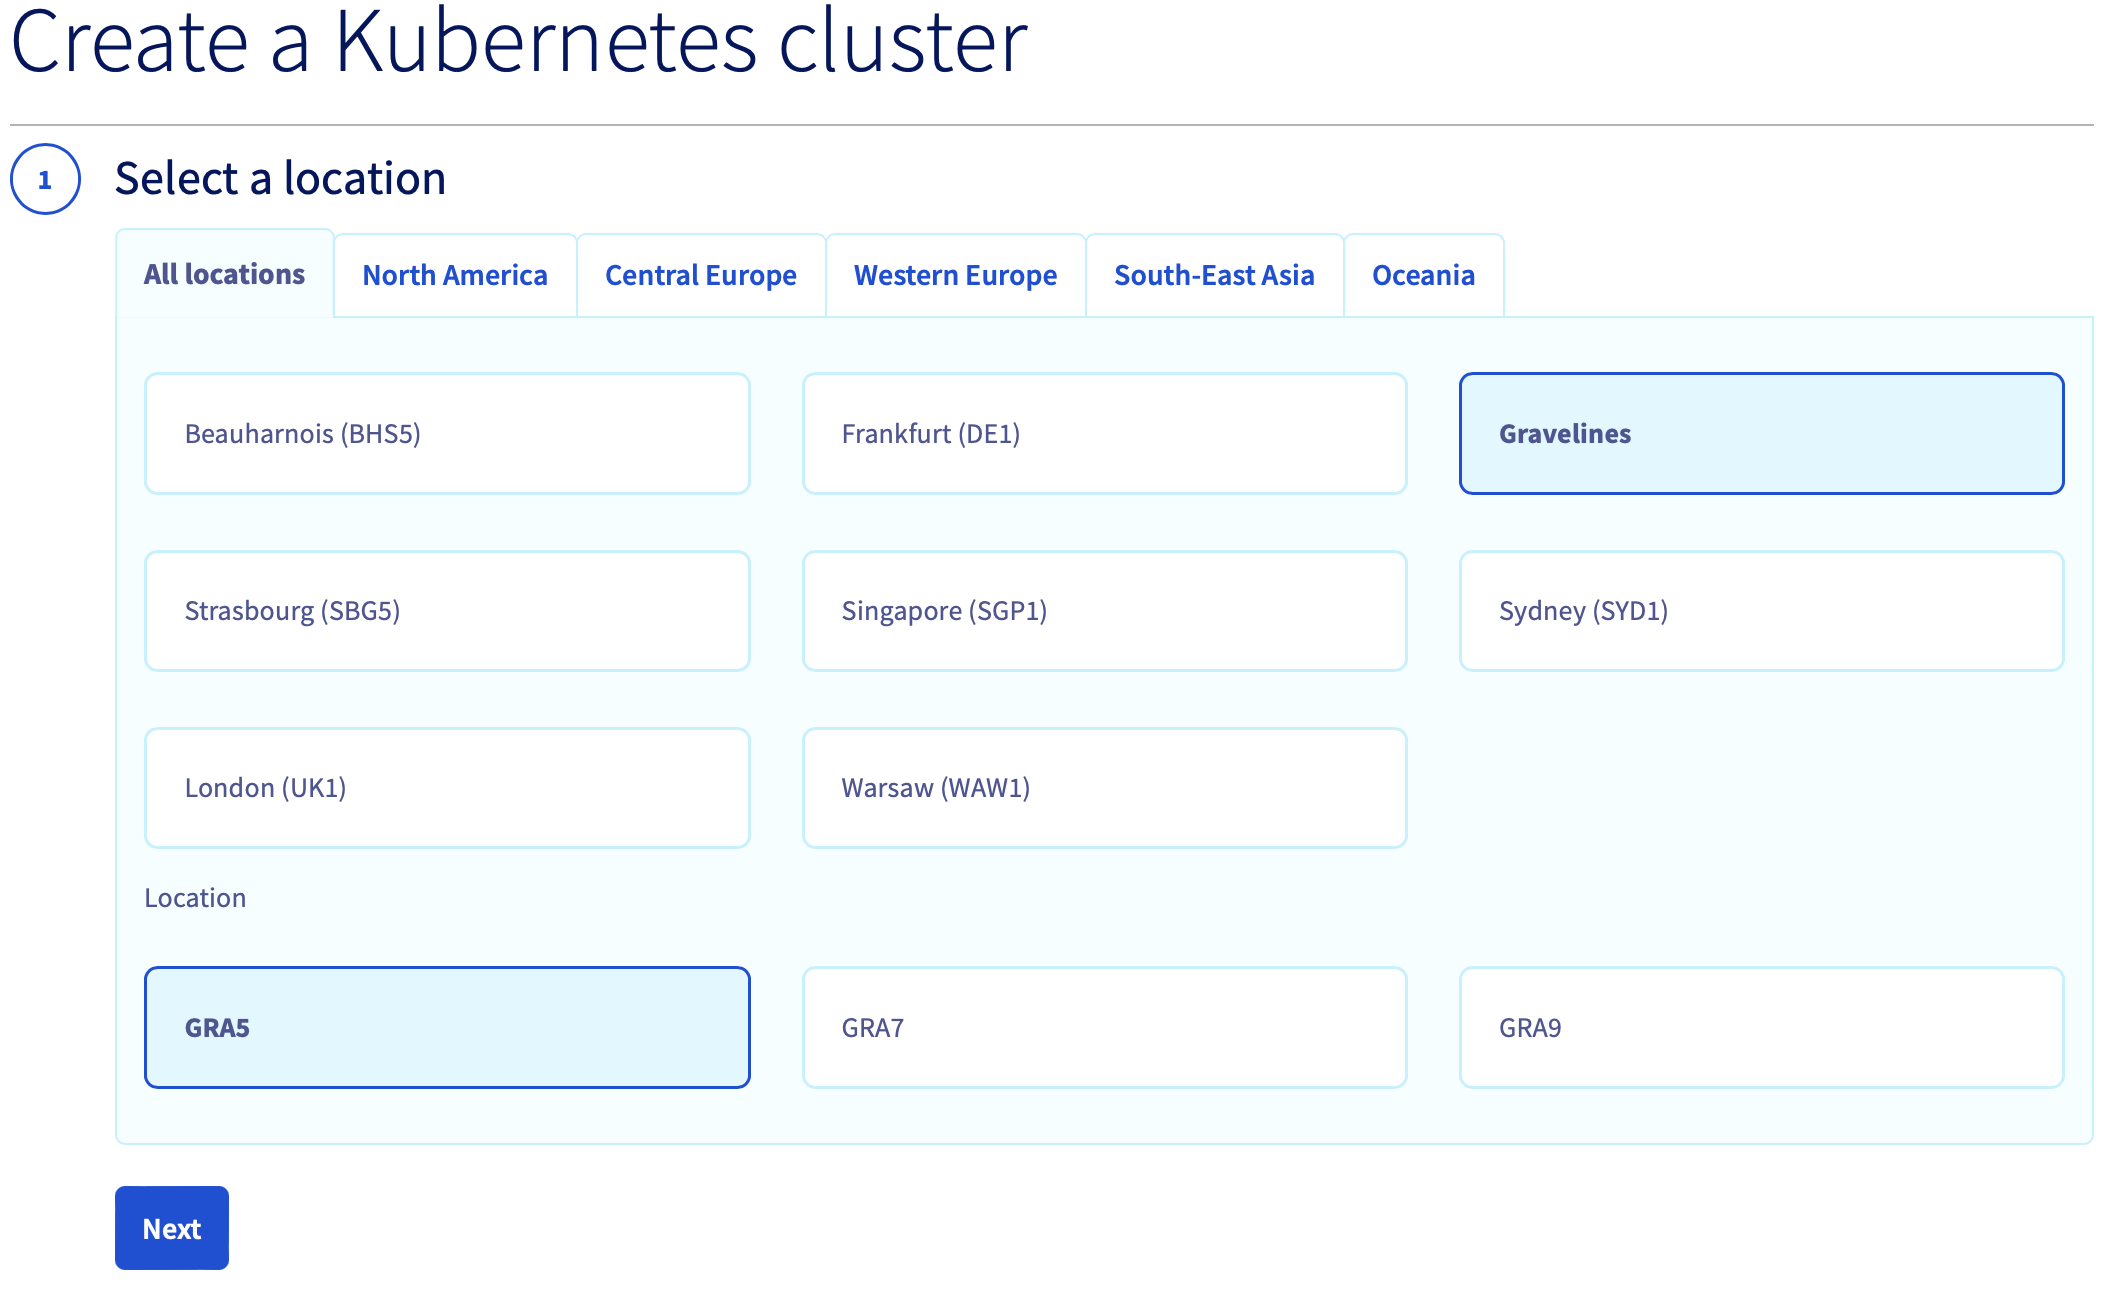 Create a Kubernetes cluster
1 Select a location
All locations North America Central Europe Western Europe South-East Asia Oceania
Beauharnois (BHS5) Frankfurt (DE1) Gravelines
Strasbourg (SBG5) Singapore (SGP1) Sydney (SYD1)
London (UK1) Warsaw (WAW1)
Location
GRA5 GRA7 GRA9
Next